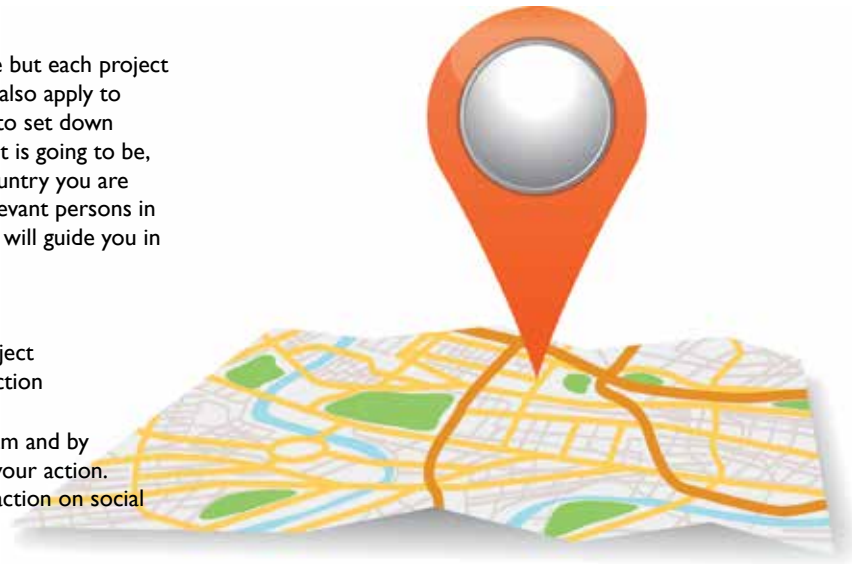 but each project
also apply to
to set down
t is going to be,
untry you are
evant persons in
will guide you in
ject
ction
m and by
your action.
action on social